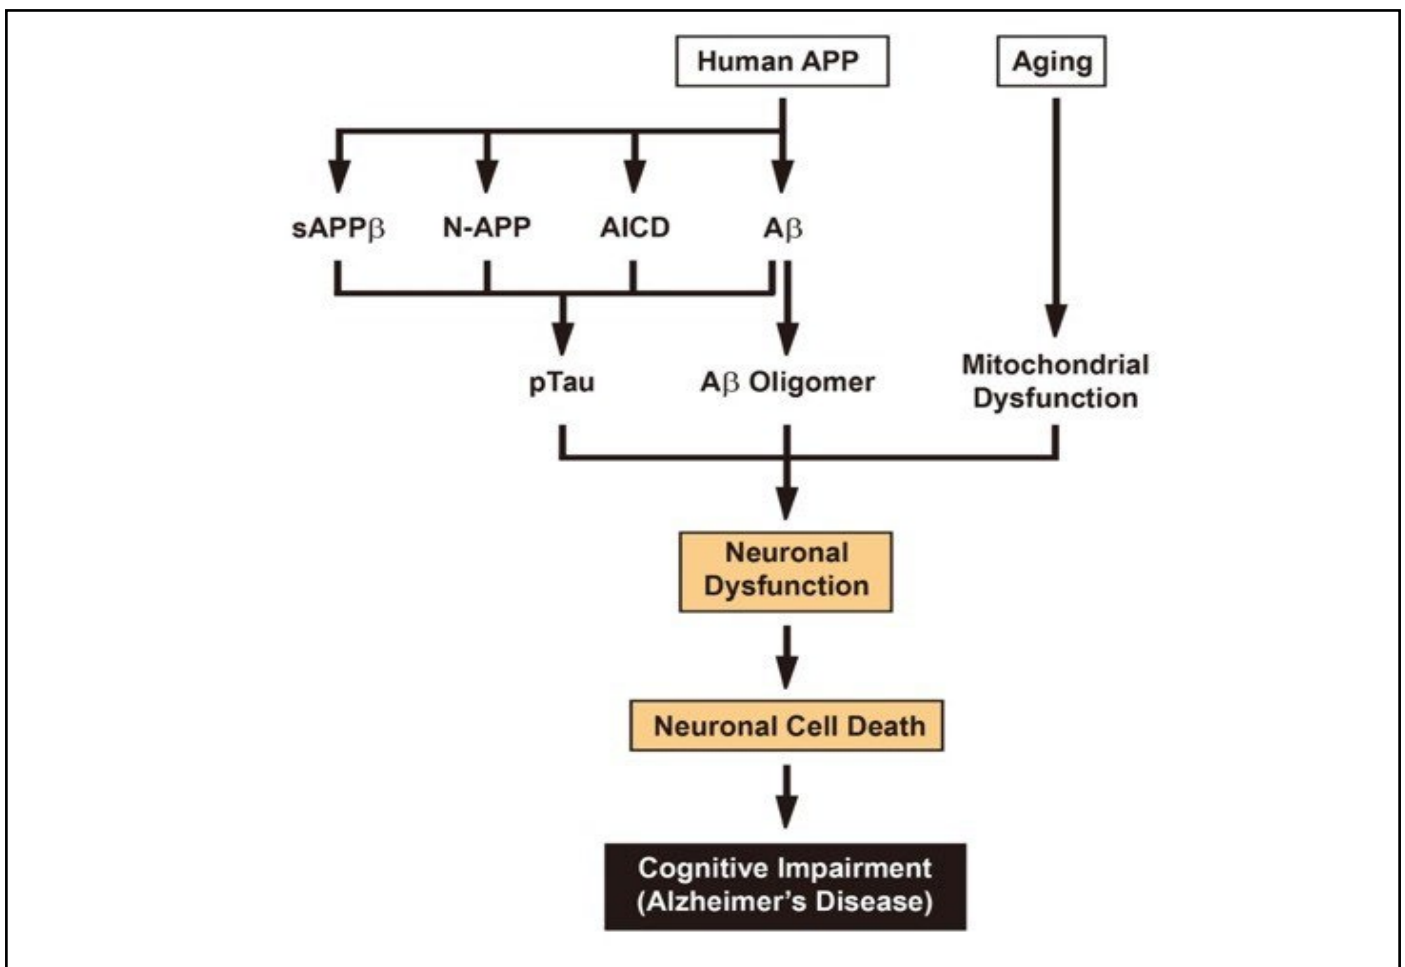 Human APP
Aging
sAPPβ
N-APP
AICD
Aβ
pTau
Aβ Oligomer
Mitochondrial
Dysfunction
Neuronal
Dysfunction
Neuronal Cell Death
Cognitive Impairment
(Alzheimer's Disease)